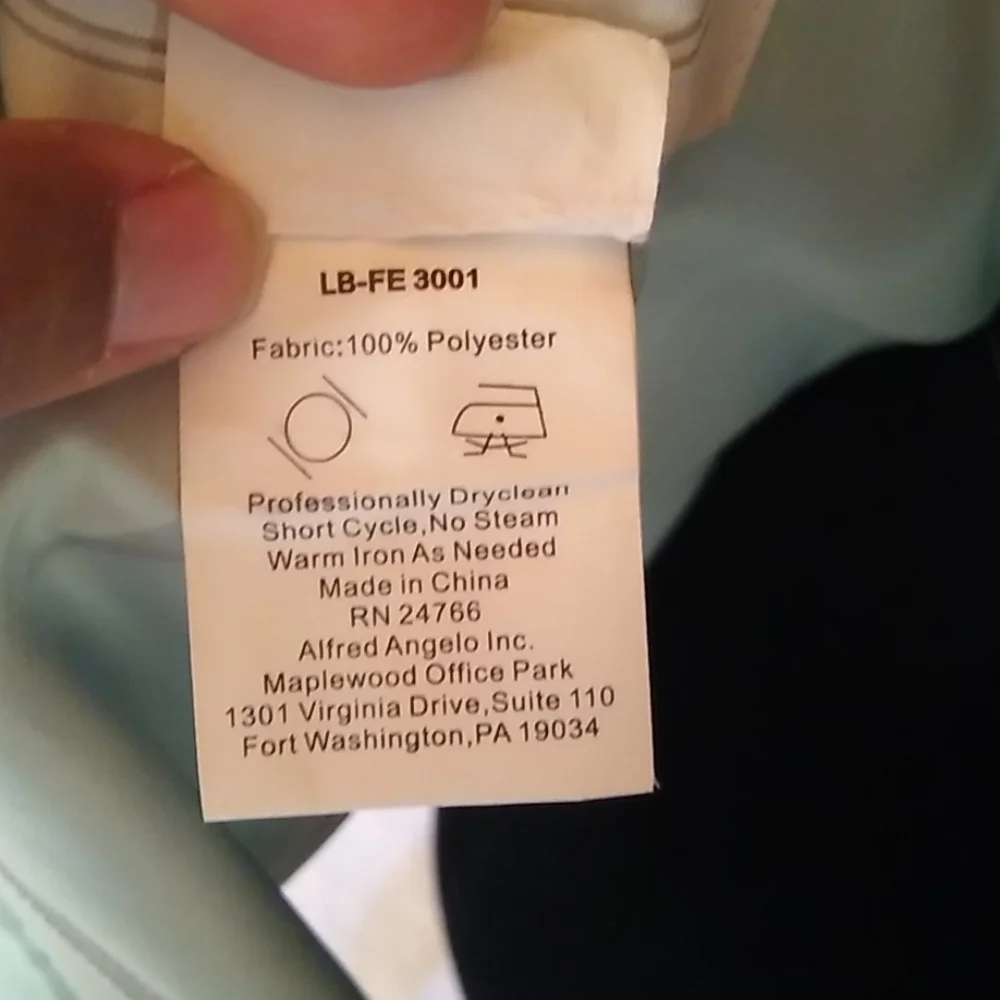 LB-FE 3001
Fabric:100% Polyester
Professionally Dryclean
Short Cycle,No Steam
Warm Iron As Needed
Made in China
RN 24766
Alfred Angelo Inc.
Maplewood Office Park
1301 Virginia Drive,Suite 110
Fort Washington,PA 19034